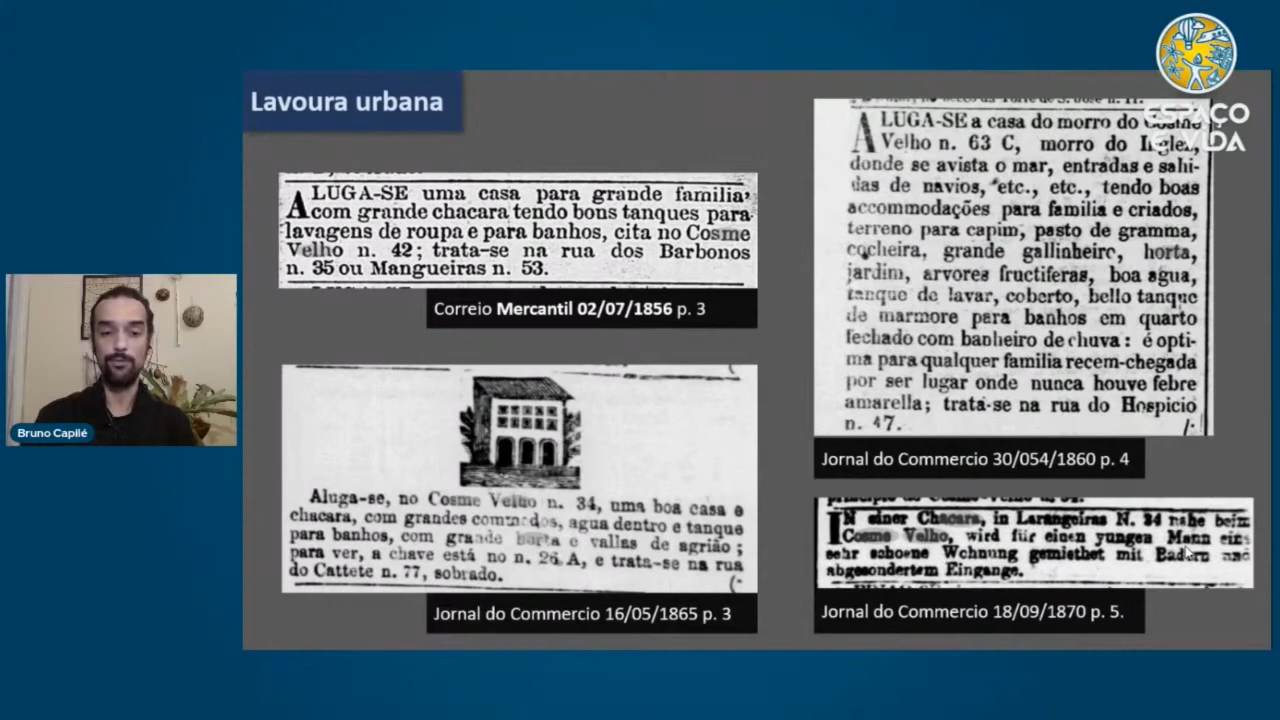 Lavoura urbana
ALUGA-SE uma casa para grande familia,
com grande chacara tendo bons tanques para
lavagens de roupa e para banhos, cita no Cosme
Velho n. 42; trata-se na rua dos Barbonos
n. 35 ou Mangueiras n. 53.
Correio Mercantil 02/07/1856 p. 3
Aluga-se, no Cosme Velho n. 34, uma boa casa e
chacara, com grandes commodos, agua dentro e tanque
para banhos, com grande horta e vallas de agrião;
para ver, a chave está no n. 26 A, e trata-se na rua
do Cattete n. 77, sobrado.
Jornal do Commercio 16/05/1865 p. 3
ALUGA-SE a casa do morro do Cosme
Velho n. 63 C, morro do Inglez,
donde se avista o mar, entradas e sahi-
das de navios, etc., etc., tendo boas
accommodações para familia e criados,
terreno para capim, pasto de gramma,
cocheira, grande gallinheiro, horta,
jardim, arvores fructiferas, boa agua,
tanque de lavar, coberto, bello tanque
de marmore para banhos em quarto
fechado com banheiro de chuva: é opti-
ma para qualquer familia recem-chegada
por ser lugar onde nunca houve febre
amarella; trata-se na rua do Hospicio
n. 47.
Jornal do Commercio 30/054/1860 p. 4
IN einer Chacara, in Larangeiras N. 34 nahe beim
Cosme Velho, wird für einen yungen Mann eine
sehr schoene Wohnung gemiethet mit Badern und
abgesondertem Eingange.
Jornal do Commercio 18/09/1870 p. 5.
ESPAÇO
E VIDA
Bruno Capilé